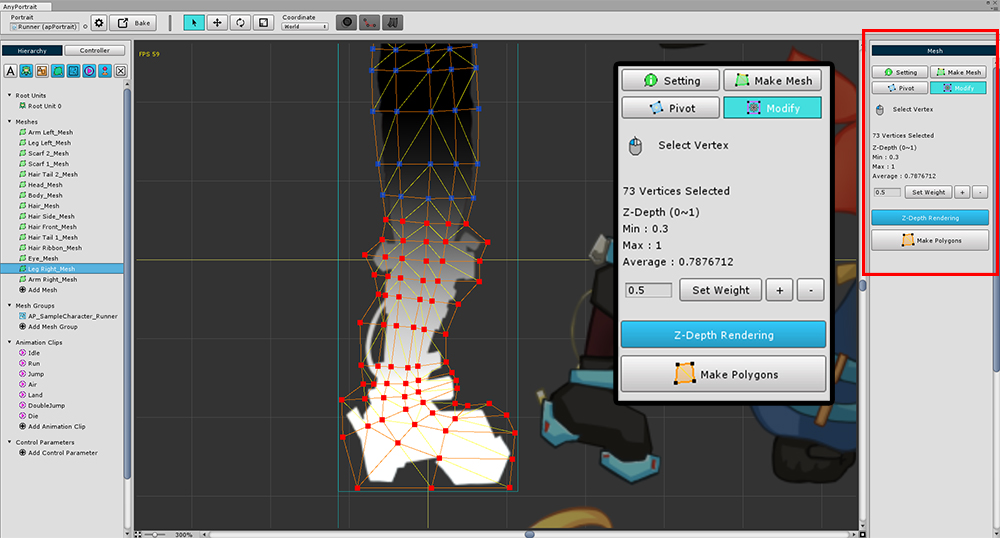 AnyPortrait
Portrait
Runner (apPortrait)
Bake
Coordinate
World
Hierarchy
Controller
A
Root Units
Root Unit 0
Meshes
Arm Left_Mesh
Leg Left_Mesh
Scarf 2_Mesh
Scarf 1_Mesh
Hair Tail 2_Mesh
Head_Mesh
Body_Mesh
Hair_Mesh
Hair Side_Mesh
Hair Front_Mesh
Hair Tail 1_Mesh
Hair Ribbon_Mesh
Eye_Mesh
Leg Right_Mesh
Arm Right_Mesh
Add Mesh
Mesh Groups
AP_SampleCharacter_Runner
Add Mesh Group
Animation Clips
Idle
Run
Jump
Air
Land
DoubleJump
Die
Add Animation Clip
Control Parameters
Add Control Parameter
FPS 59
300%
Setting
Make Mesh
Pivot
Modify
Select Vertex
73 Vertices Selected
Z-Depth (0~1)
Min : 0.3
Max : 1
Average : 0.7876712
0.5
Set Weight
+
-
Z-Depth Rendering
Make Polygons
Mesh
Setting
Make Mesh
Pivot
Modify
Select Vertex
73 Vertices Selected
Z-Depth (0~1)
Min : 0.3
Max : 1
Average : 0.7876712
0.5
Set Weight
+
-
Z-Depth Rendering
Make Polygons